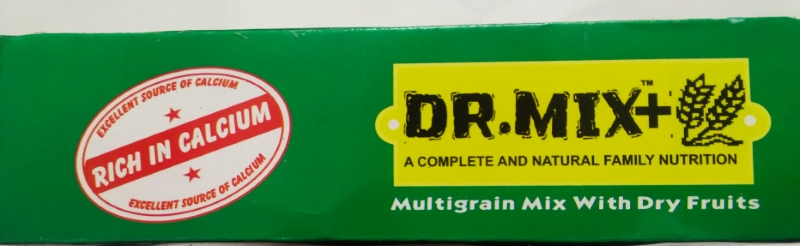 EXCELLENT SOURCE OF CALCIUM
RICH IN CALCIUM
EXCELLENT SOURCE OF CALCIUM
DR.MIX+™
A COMPLETE AND NATURAL FAMILY NUTRITION
Multigrain Mix With Dry Fruits